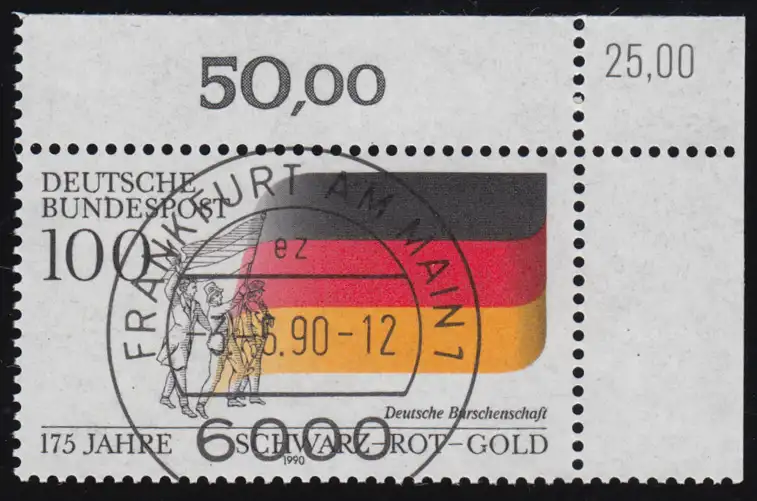 50,00
25,00
DEUTSCHE
BUNDESPOST
100
FRANKFURT AM MAIN 1
ez
-3.-5.90-12
6000
Deutsche Burschenschaft
175 JAHRE SCHWARZ-ROT-GOLD
1990